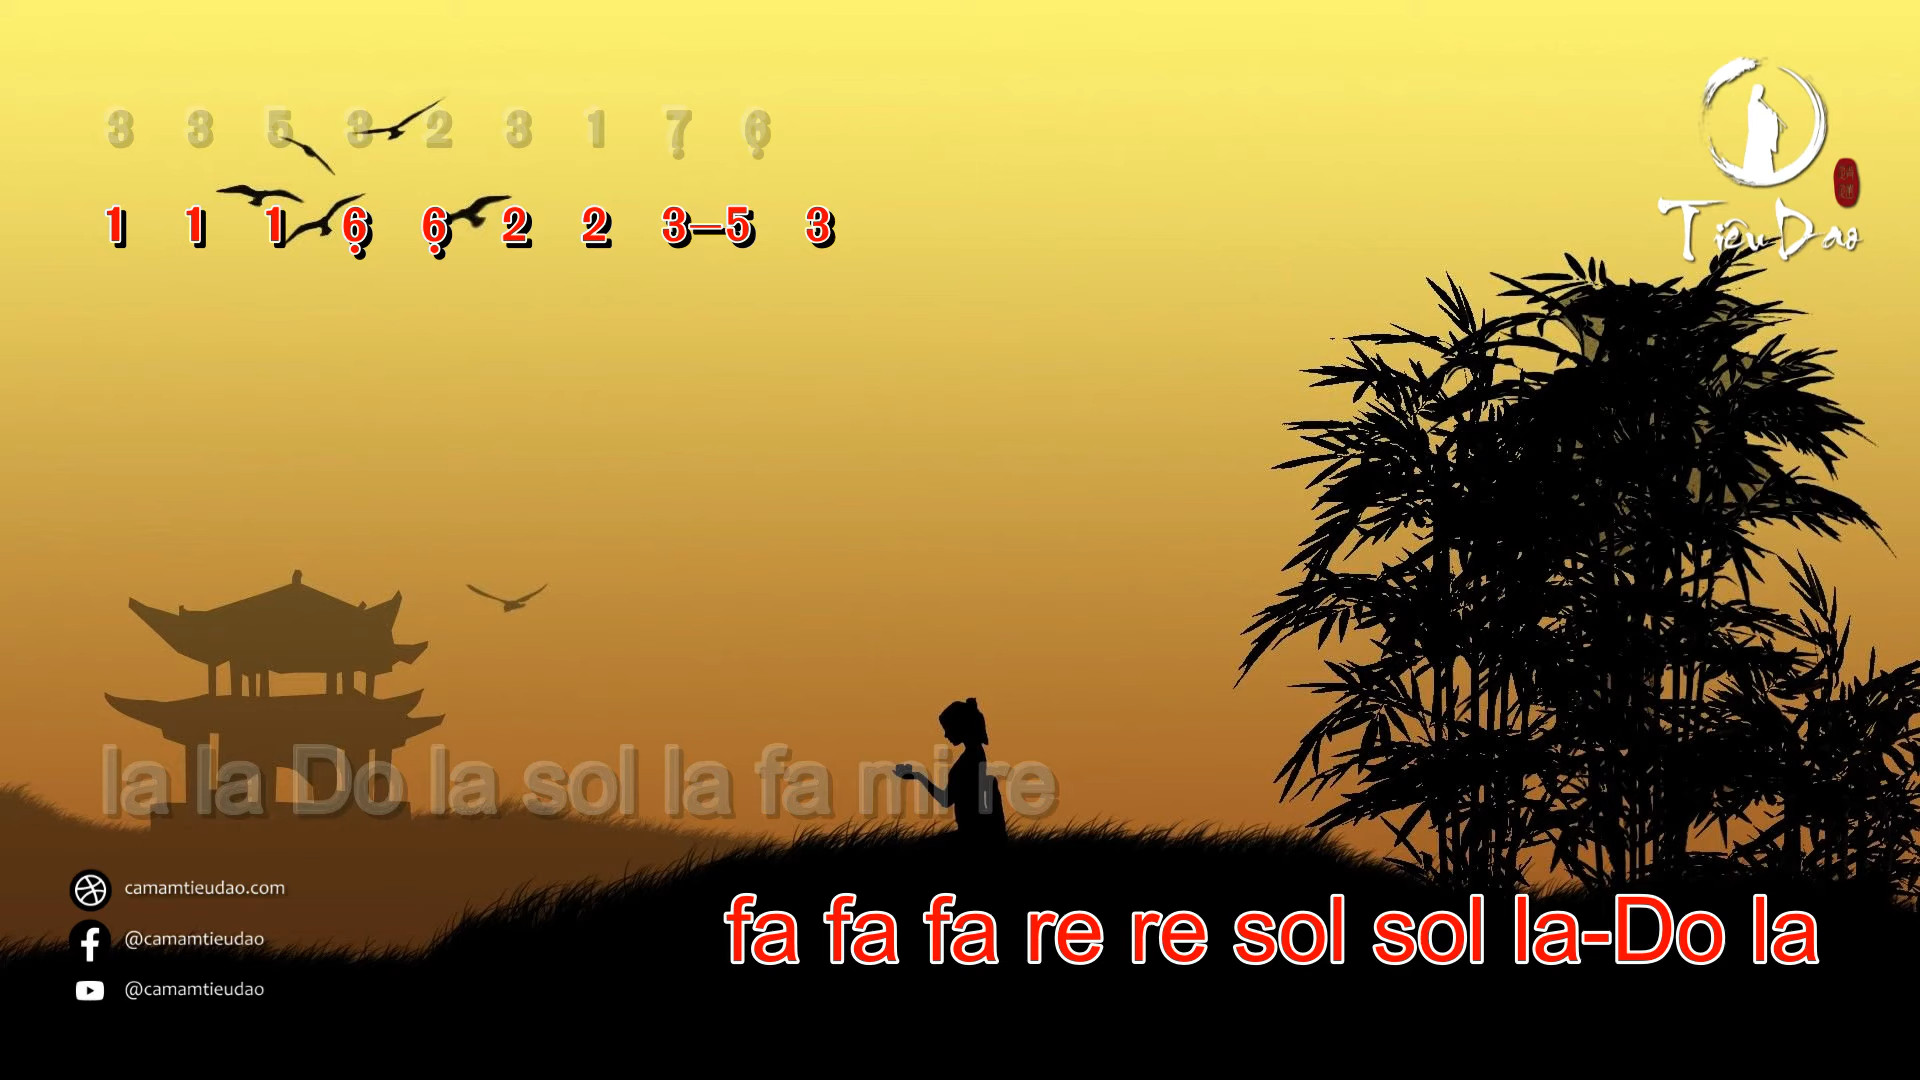 3 3 5 3 2 3 1 7̣ 6̣
1 1 1 6̣ 6̣ 2 2 3–5 3
Tiêu Dao
la la Do la sol la fa mi re
fa fa fa re re sol sol la-Do la
camamtieudao.com
@camamtieudao
@camamtieudao